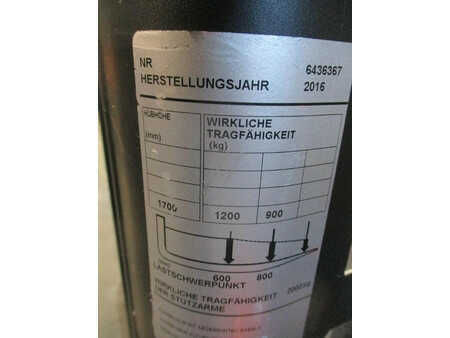 NR 6436367
HERSTELLUNGSJAHR 2016
HUBHÖHE WIRKLICHE
(mm) TRAGFÄHIGKEIT
(kg)
1700 1200 900
600 800
LASTSCHWERPUNKT
WIRKLICHE TRAGFÄHIGKEIT 2000kg
DER STÜTZARME